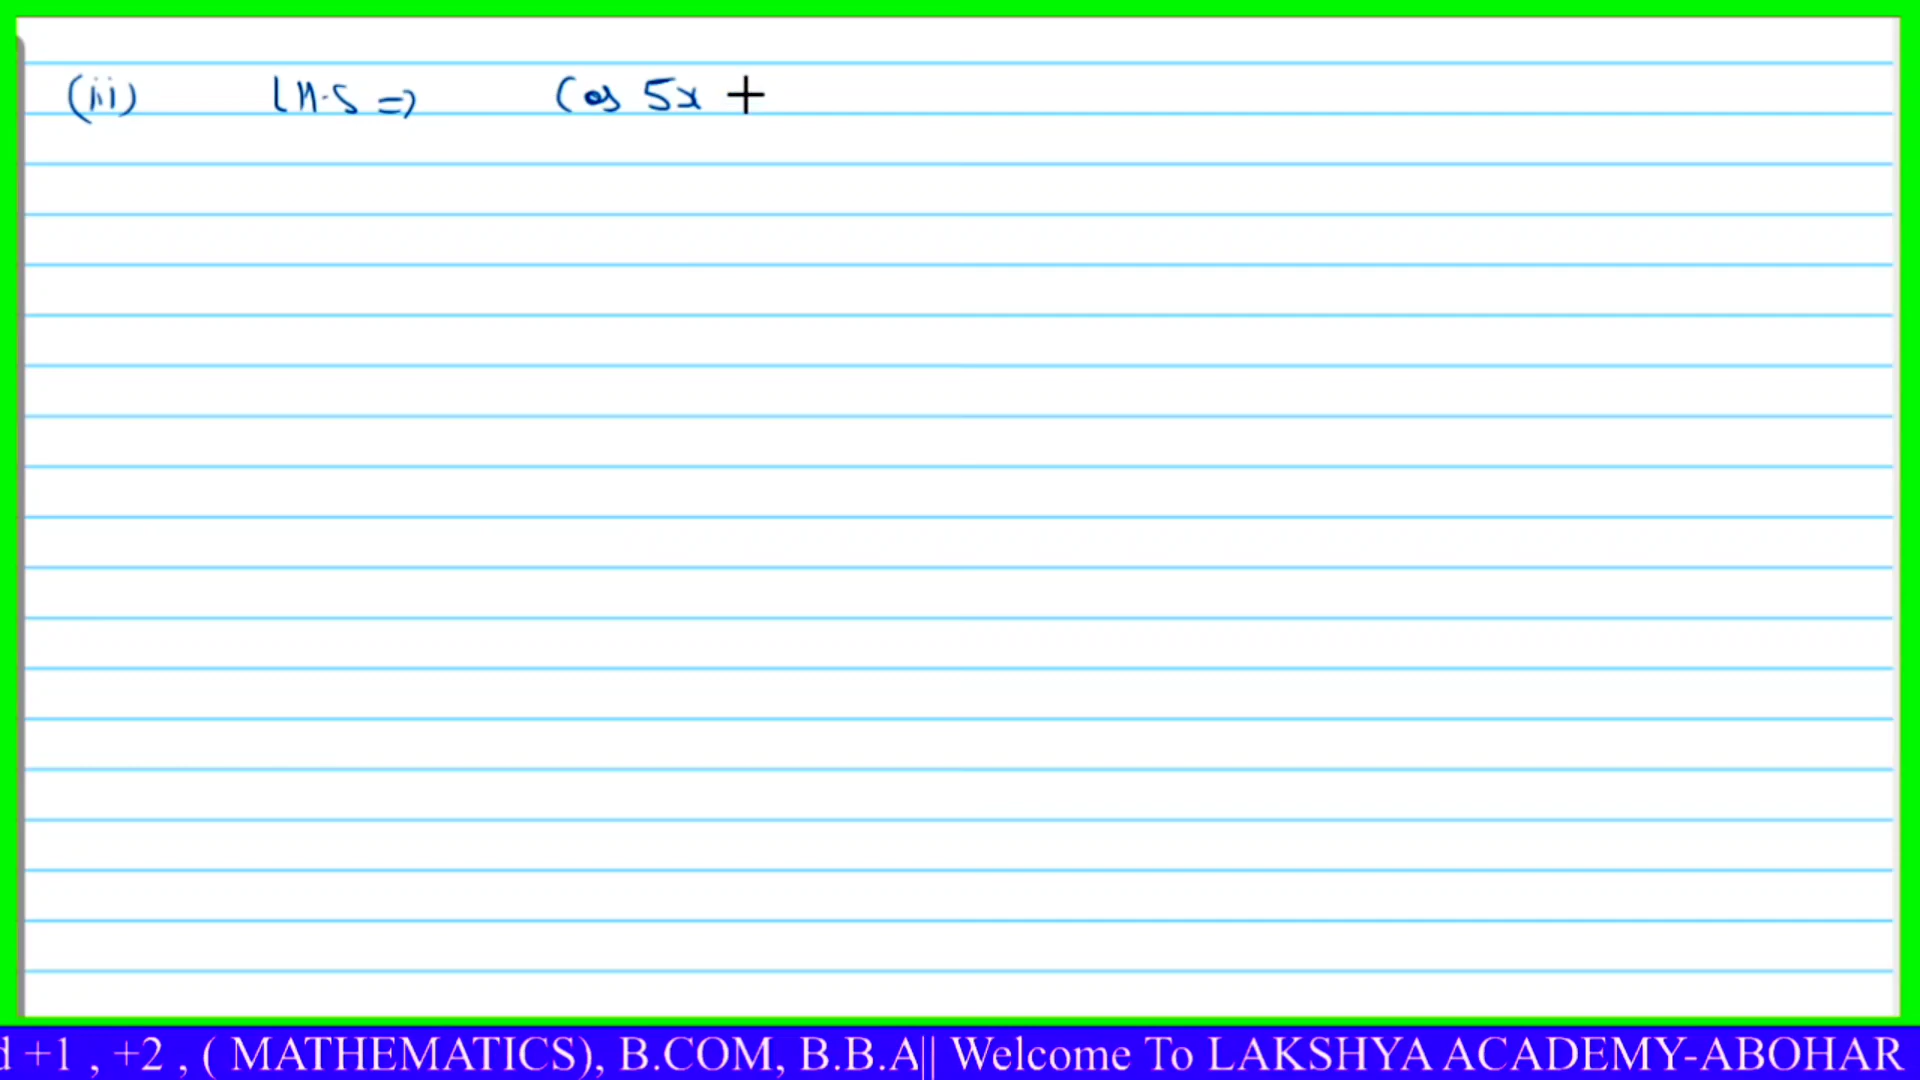 (iii) LH.S => Cos 5x +
d +1 , +2 , ( MATHEMATICS), B.COM, B.B.A|| Welcome To LAKSHYA ACADEMY-ABOHAR